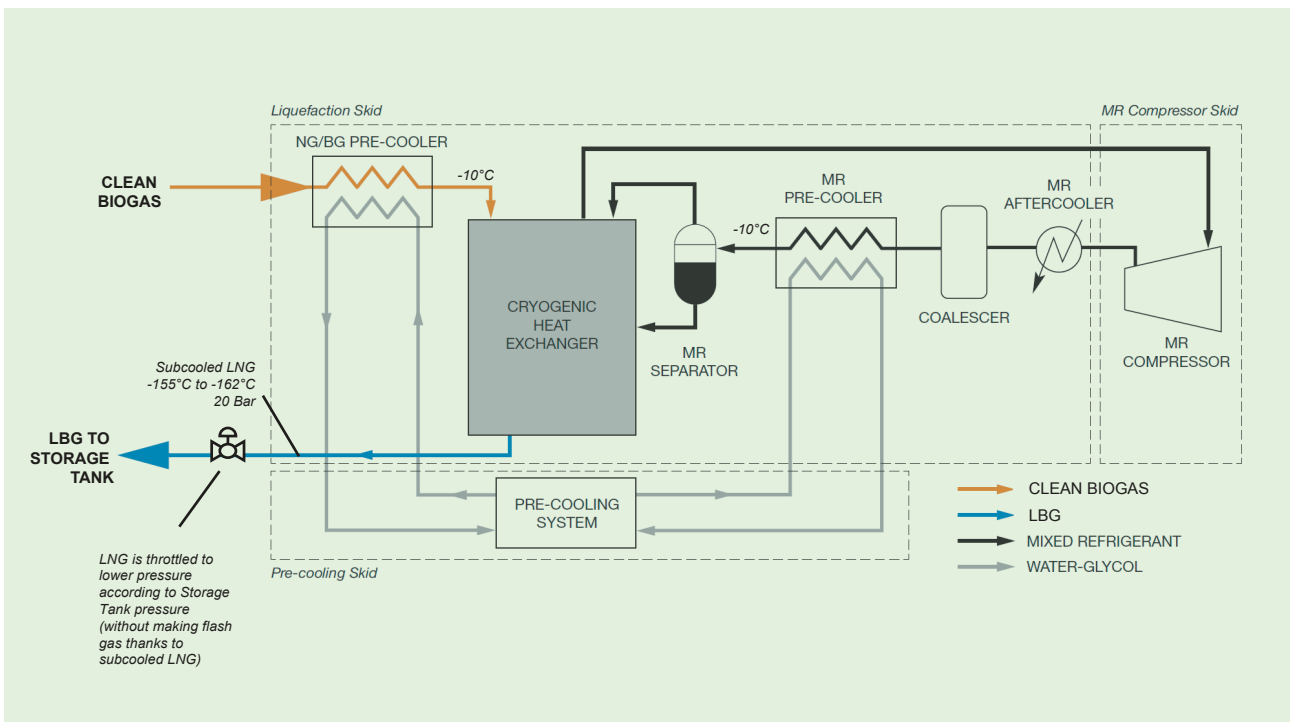 Liquefaction Skid
MR Compressor Skid
NG/BG PRE-COOLER
CLEAN
BIOGAS
-10°C
MR
PRE-COOLER
MR
AFTERCOOLER
-10°C
CRYOGENIC
HEAT
EXCHANGER
COALESCER
MR
SEPARATOR
MR
COMPRESSOR
Subcooled LNG
-155°C to -162°C
20 Bar
LBG TO
STORAGE
TANK
PRE-COOLING
SYSTEM
CLEAN BIOGAS
LBG
MIXED REFRIGERANT
WATER-GLYCOL
Pre-cooling Skid
LNG is throttled to
lower pressure
according to Storage
Tank pressure
(without making flash
gas thanks to
subcooled LNG)